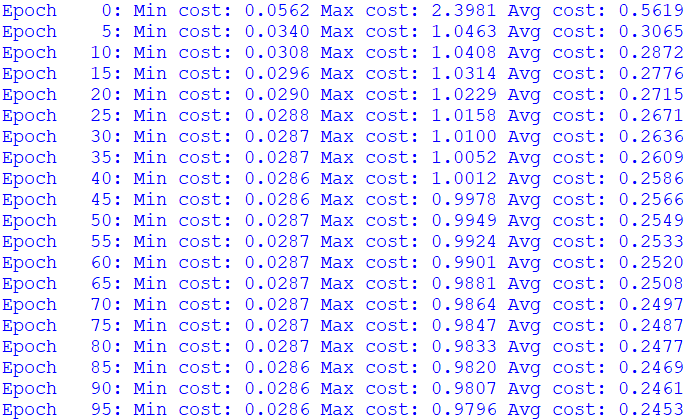 Epoch    0: Min cost: 0.0562 Max cost: 2.3981 Avg cost: 0.5619
Epoch    5: Min cost: 0.0340 Max cost: 1.0463 Avg cost: 0.3065
Epoch   10: Min cost: 0.0308 Max cost: 1.0408 Avg cost: 0.2872
Epoch   15: Min cost: 0.0296 Max cost: 1.0314 Avg cost: 0.2776
Epoch   20: Min cost: 0.0290 Max cost: 1.0229 Avg cost: 0.2715
Epoch   25: Min cost: 0.0288 Max cost: 1.0158 Avg cost: 0.2671
Epoch   30: Min cost: 0.0287 Max cost: 1.0100 Avg cost: 0.2636
Epoch   35: Min cost: 0.0287 Max cost: 1.0052 Avg cost: 0.2609
Epoch   40: Min cost: 0.0286 Max cost: 1.0012 Avg cost: 0.2586
Epoch   45: Min cost: 0.0286 Max cost: 0.9978 Avg cost: 0.2566
Epoch   50: Min cost: 0.0287 Max cost: 0.9949 Avg cost: 0.2549
Epoch   55: Min cost: 0.0287 Max cost: 0.9924 Avg cost: 0.2533
Epoch   60: Min cost: 0.0287 Max cost: 0.9901 Avg cost: 0.2520
Epoch   65: Min cost: 0.0287 Max cost: 0.9881 Avg cost: 0.2508
Epoch   70: Min cost: 0.0287 Max cost: 0.9864 Avg cost: 0.2497
Epoch   75: Min cost: 0.0287 Max cost: 0.9847 Avg cost: 0.2487
Epoch   80: Min cost: 0.0287 Max cost: 0.9833 Avg cost: 0.2477
Epoch   85: Min cost: 0.0286 Max cost: 0.9820 Avg cost: 0.2469
Epoch   90: Min cost: 0.0286 Max cost: 0.9807 Avg cost: 0.2461
Epoch   95: Min cost: 0.0286 Max cost: 0.9796 Avg cost: 0.2453